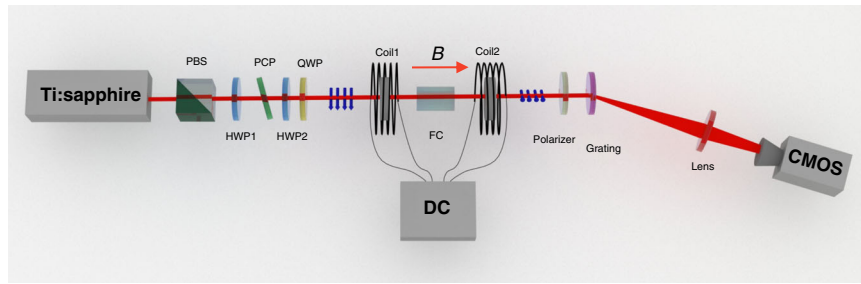 Ti:sapphire
PBS
HWP1
PCP
HWP2
QWP
Coil1
B
FC
Coil2
DC
Polarizer
Grating
Lens
CMOS